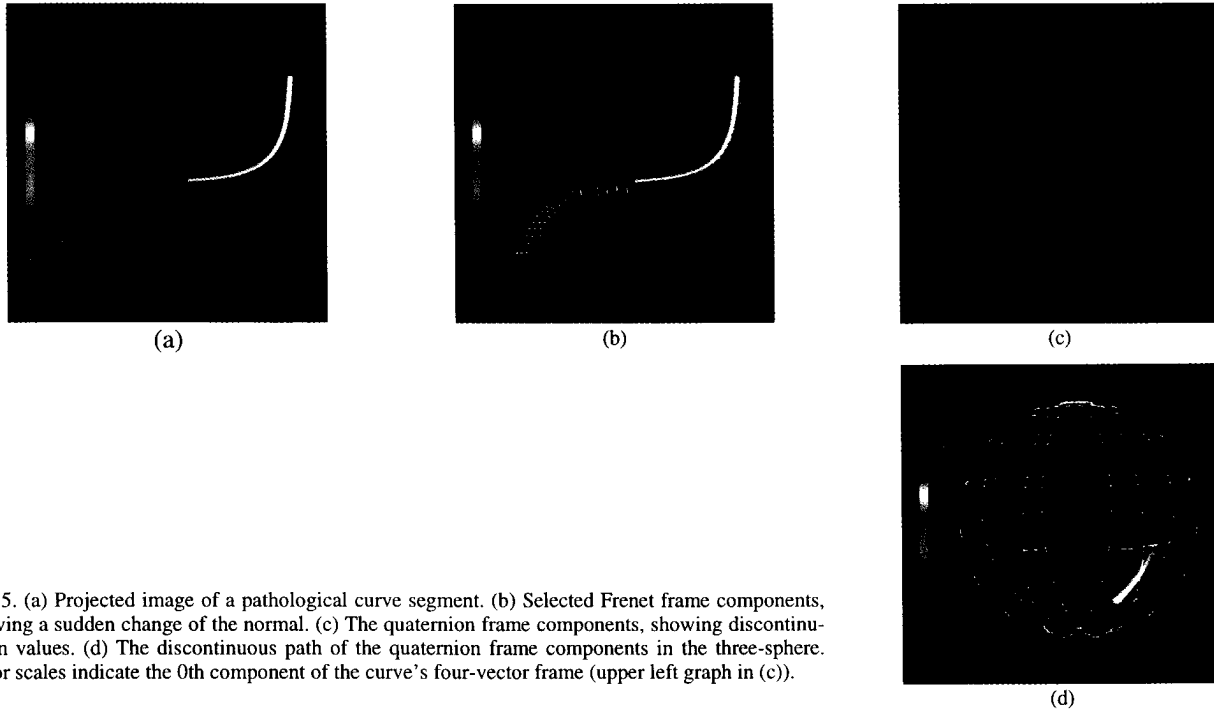 (a)
(b)
(c)
5. (a) Projected image of a pathological curve segment. (b) Selected Frenet frame components,
ving a sudden change of the normal. (c) The quaternion frame components, showing discontinu-
n values. (d) The discontinuous path of the quaternion frame components in the three-sphere.
or scales indicate the 0th component of the curve's four-vector frame (upper left graph in (c)).
(d)